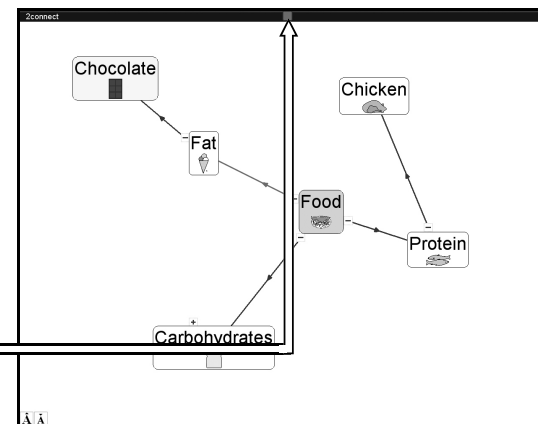 2connect
Chocolate
Chicken
Fat
Food
Protein
Carbohydrates
Ā Ā